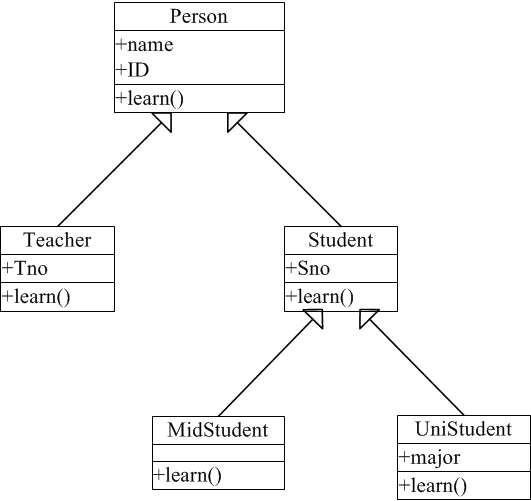 Person
+name
+ID
+learn()
Teacher
+Tno
+learn()
Student
+Sno
+learn()
MidStudent
+learn()
UniStudent
+major
+learn()